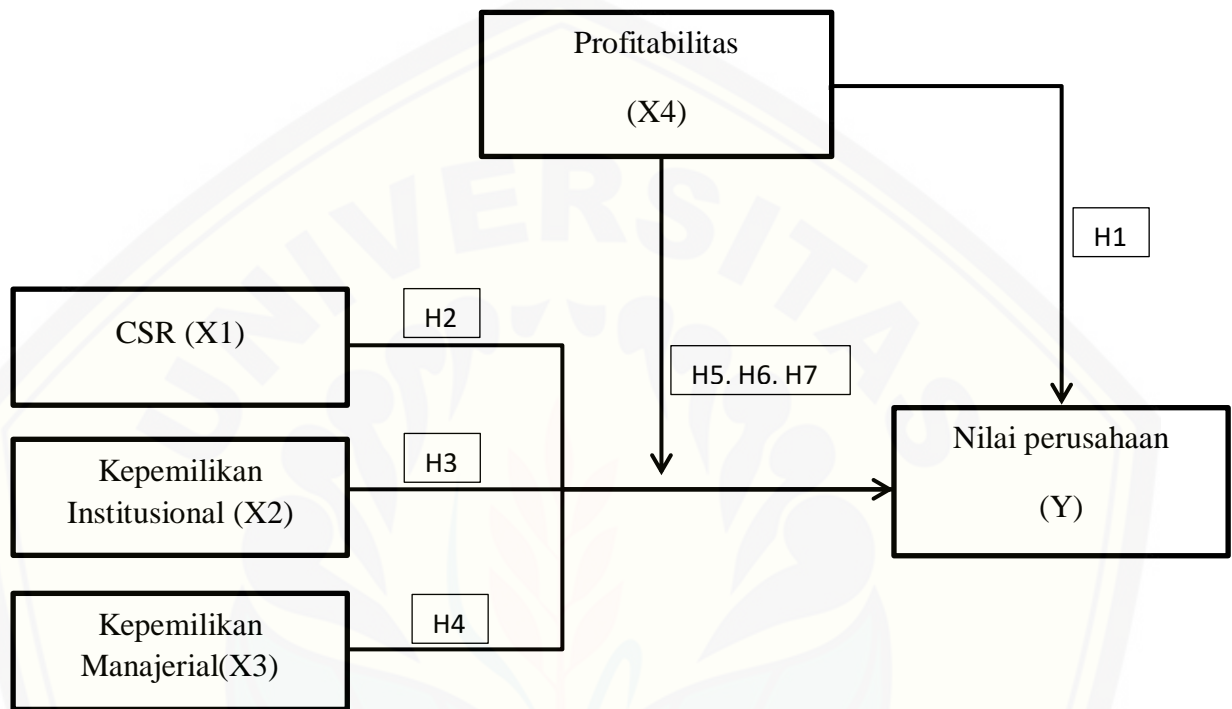 Profitabilitas
(X4)
H1
CSR (X1)
H2
H5. H6. H7
Kepemilikan
Institusional (X2)
H3
Nilai perusahaan
(Y)
Kepemilikan
Manajerial(X3)
H4
UNIVERSITAS